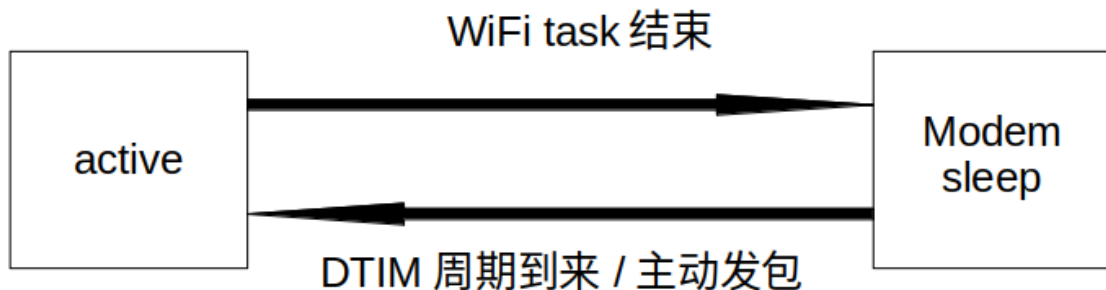 WiFi task 结束
active
Modem
sleep
DTIM 周期到来 / 主动发包